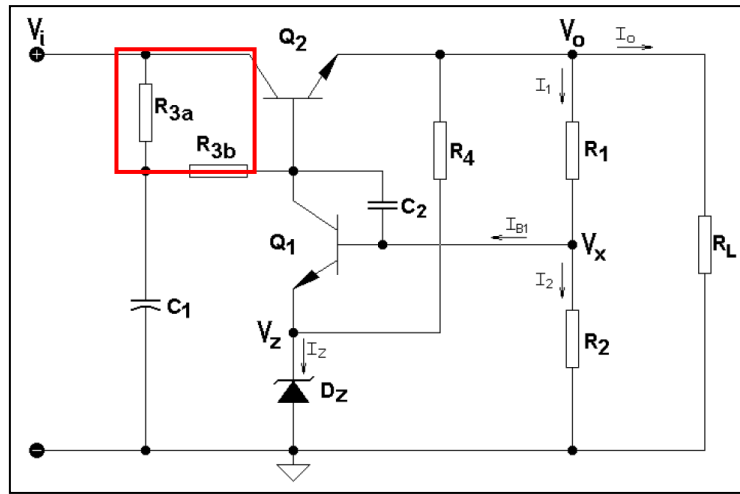 Vi
Q2
Vo
Io
I1
R3a
R3b
R4
R1
C2
Q1
IB1
Vx
RL
I2
C1
Vz
IZ
R2
DZ